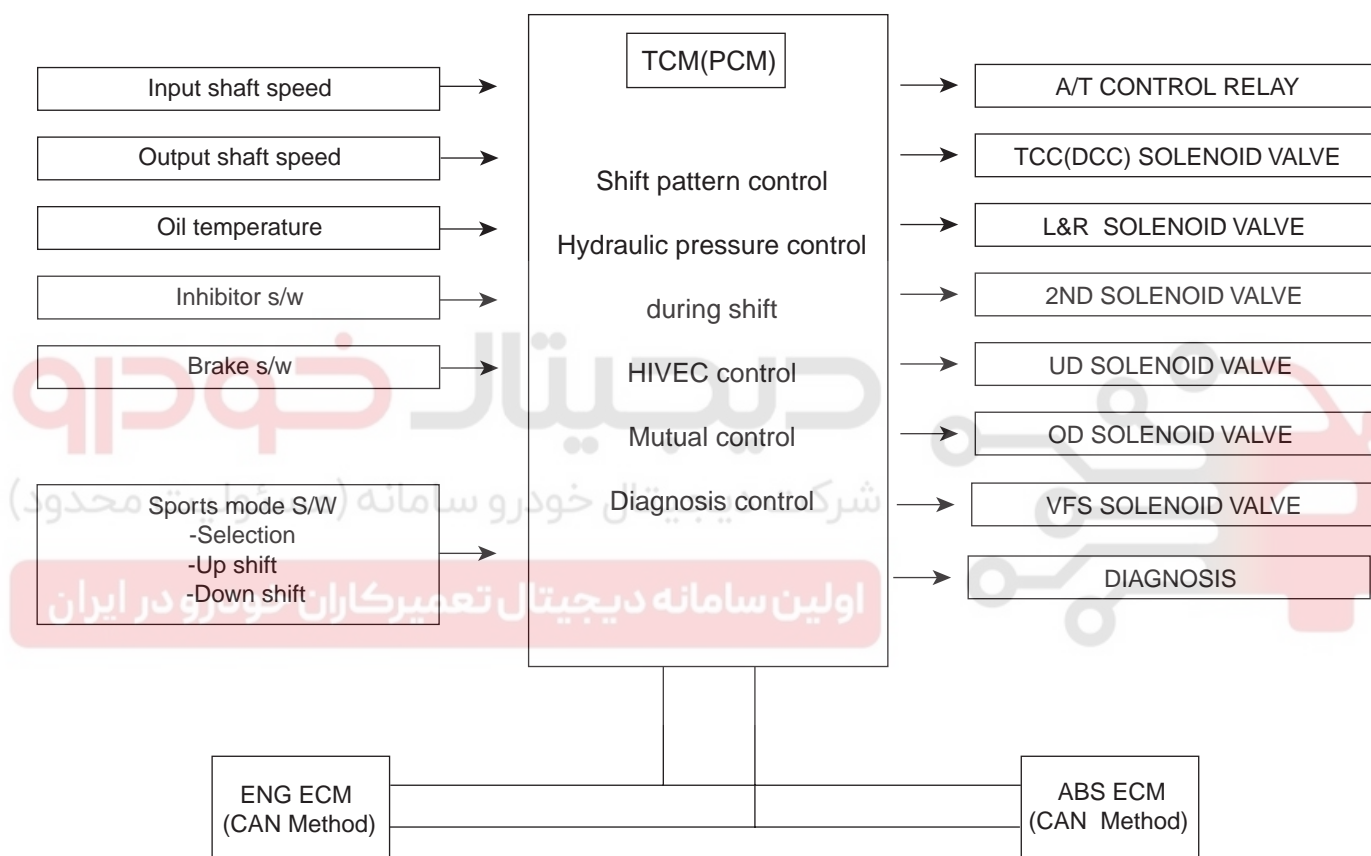 TCM(PCM)
Input shaft speed
Output shaft speed
Oil temperature
Inhibitor s/w
Brake s/w
Sports mode S/W
-Selection
-Up shift
-Down shift
Shift pattern control
Hydraulic pressure control
during shift
HIVEC control
Mutual control
Diagnosis control
A/T CONTROL RELAY
TCC(DCC) SOLENOID VALVE
L&R SOLENOID VALVE
2ND SOLENOID VALVE
UD SOLENOID VALVE
OD SOLENOID VALVE
VFS SOLENOID VALVE
DIAGNOSIS
ENG ECM
(CAN Method)
ABS ECM
(CAN Method)
دیجیتال خودرو
شرکت دیجیتال خودرو سامانه (مسئولیت محدود)
اولین سامانه دیجیتال تعمیرکاران خودرو در ایران